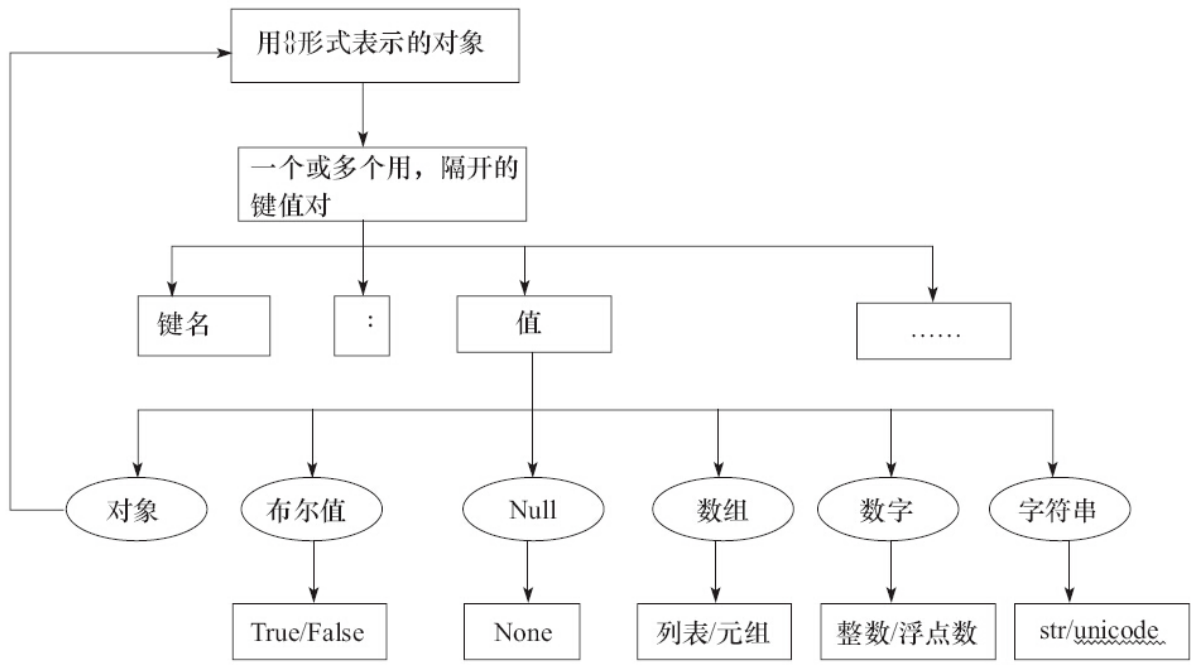 用{}形式表示的对象
一个或多个用，隔开的
键值对
键名
:
值
……
对象
布尔值
Null
数组
数字
字符串
True/False
None
列表/元组
整数/浮点数
str/unicode